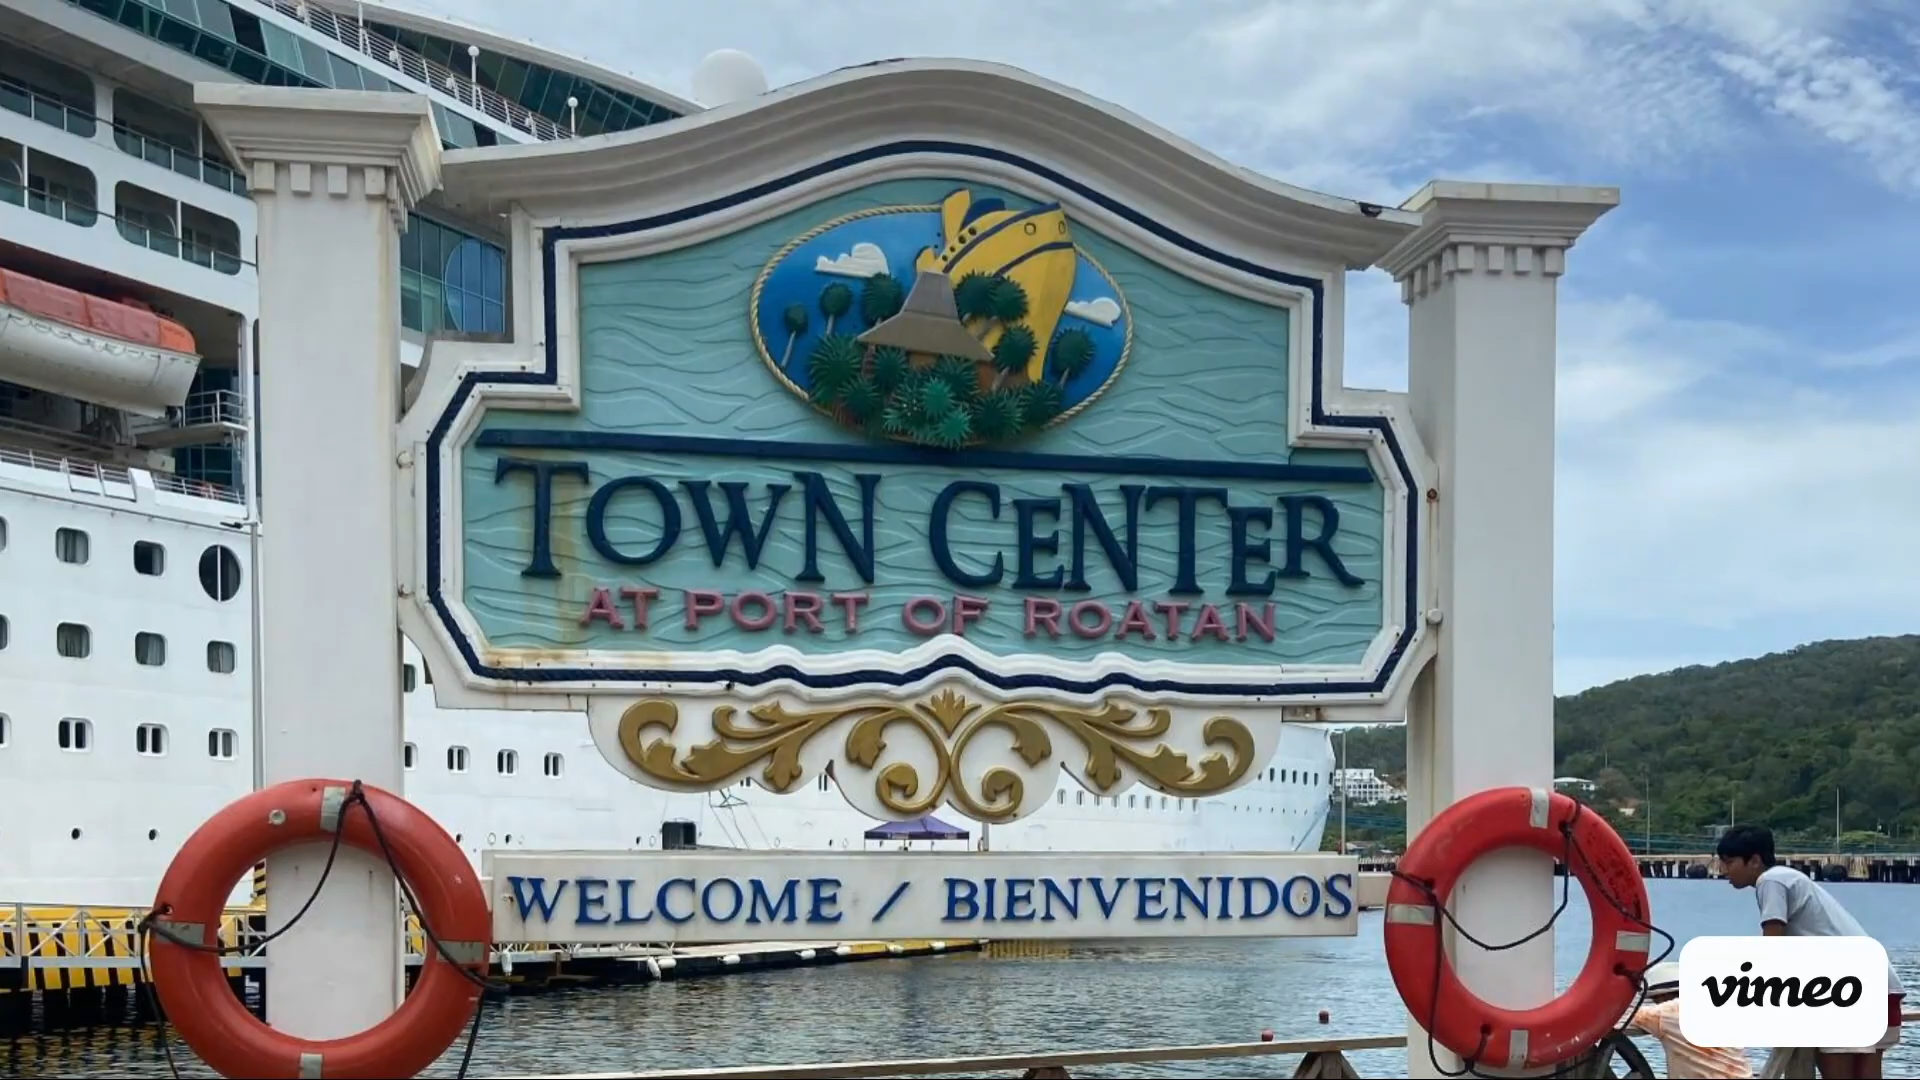 TOWN CENTER
AT PORT OF ROATAN
WELCOME / BIENVENIDOS
vimeo